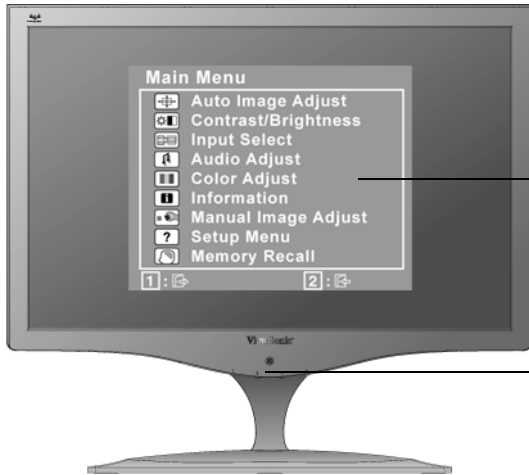 Main Menu
Auto Image Adjust
Contrast/Brightness
Input Select
Audio Adjust
Color Adjust
Information
Manual Image Adjust
Setup Menu
Memory Recall
1 : 2 :
ViewSonic